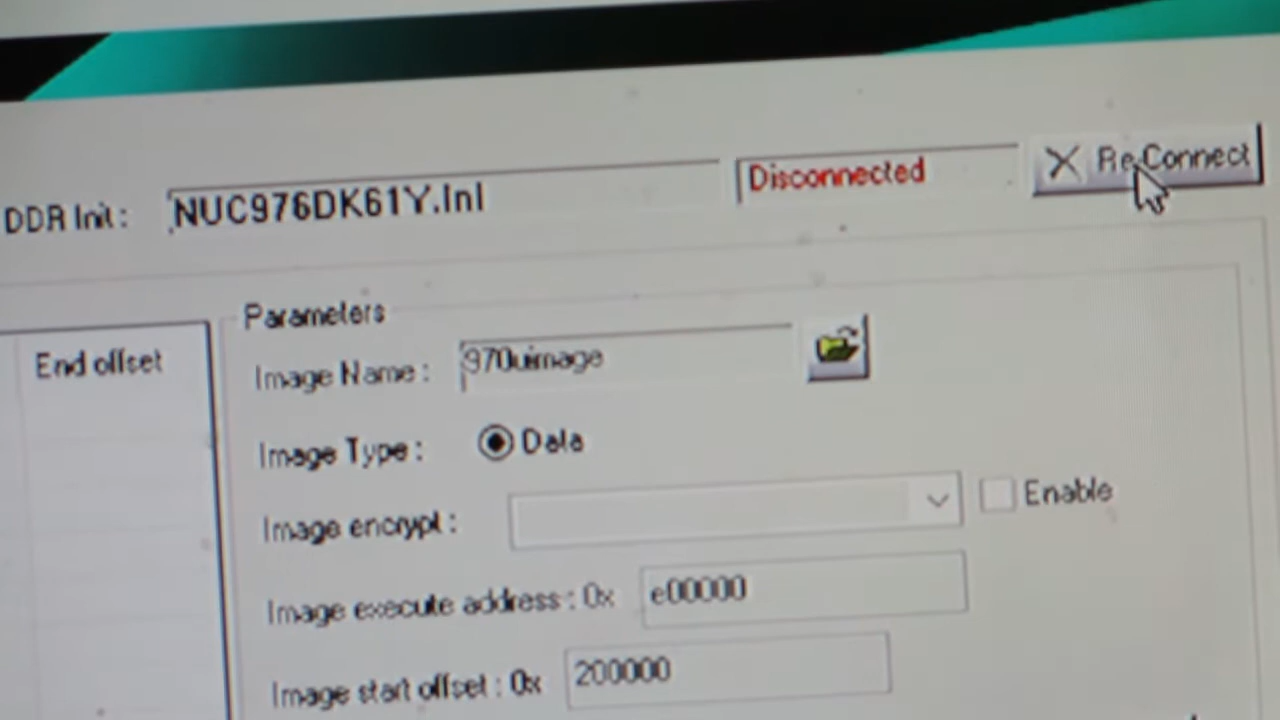 DDR Init : NUC976DK61Y.InI Disconnected Re-Connect
Parameters
End offset
Image Name : 970uimage
Image Type : Data
Image encrypt : Enable
Image execute address : 0x e00000
Image start offset : 0x 200000